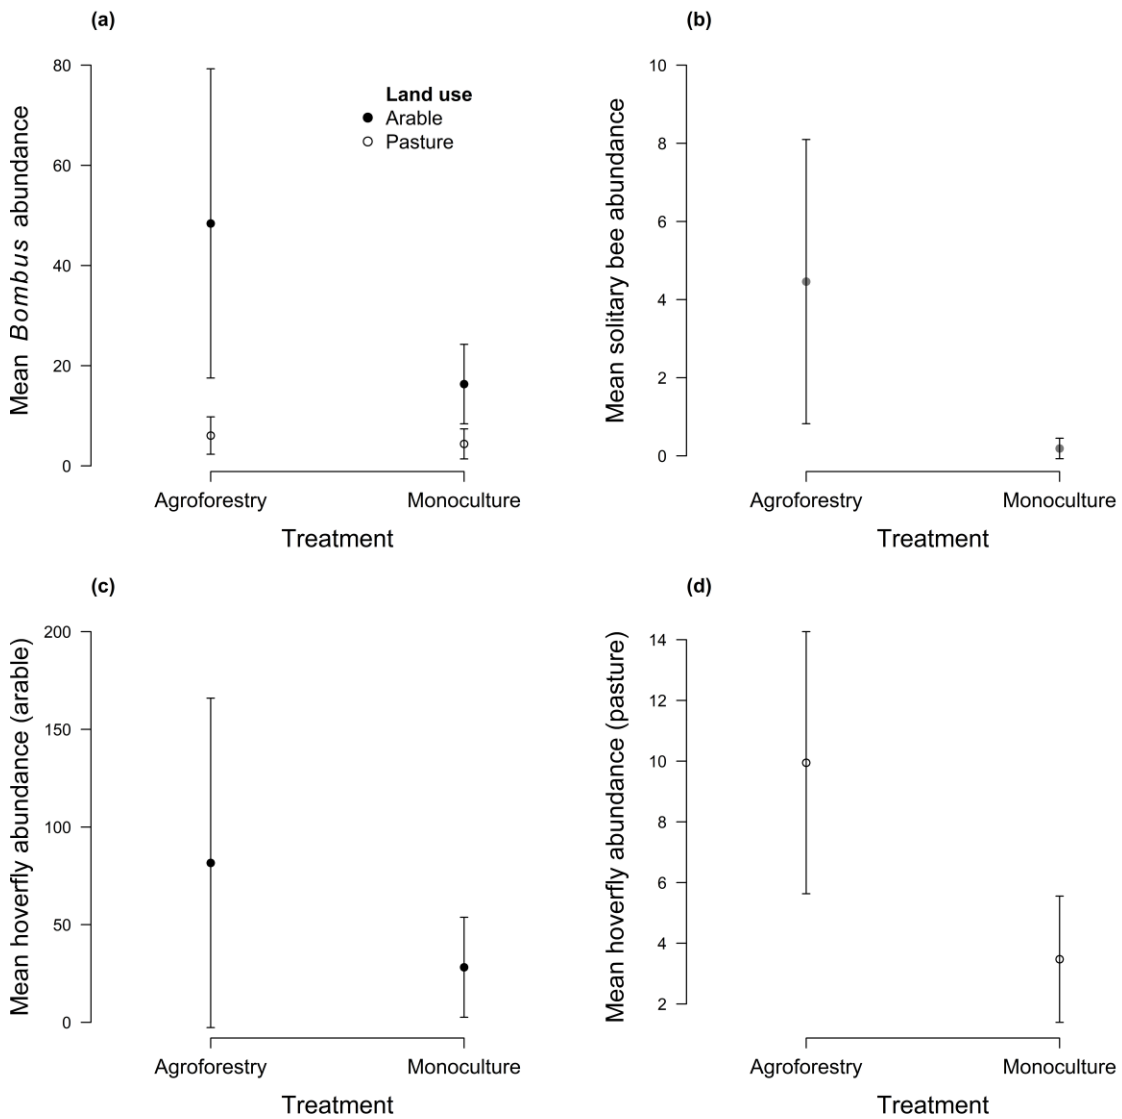 (a)
Mean Bombus abundance
80
60
40
20
0
Land use
Arable
Pasture
Agroforestry
Monoculture
Treatment
(b)
Mean solitary bee abundance
10
8
6
4
2
0
Agroforestry
Monoculture
Treatment
(c)
Mean hoverfly abundance (arable)
200
150
100
50
0
Agroforestry
Monoculture
Treatment
(d)
Mean hoverfly abundance (pasture)
14
12
10
8
6
4
2
Agroforestry
Monoculture
Treatment